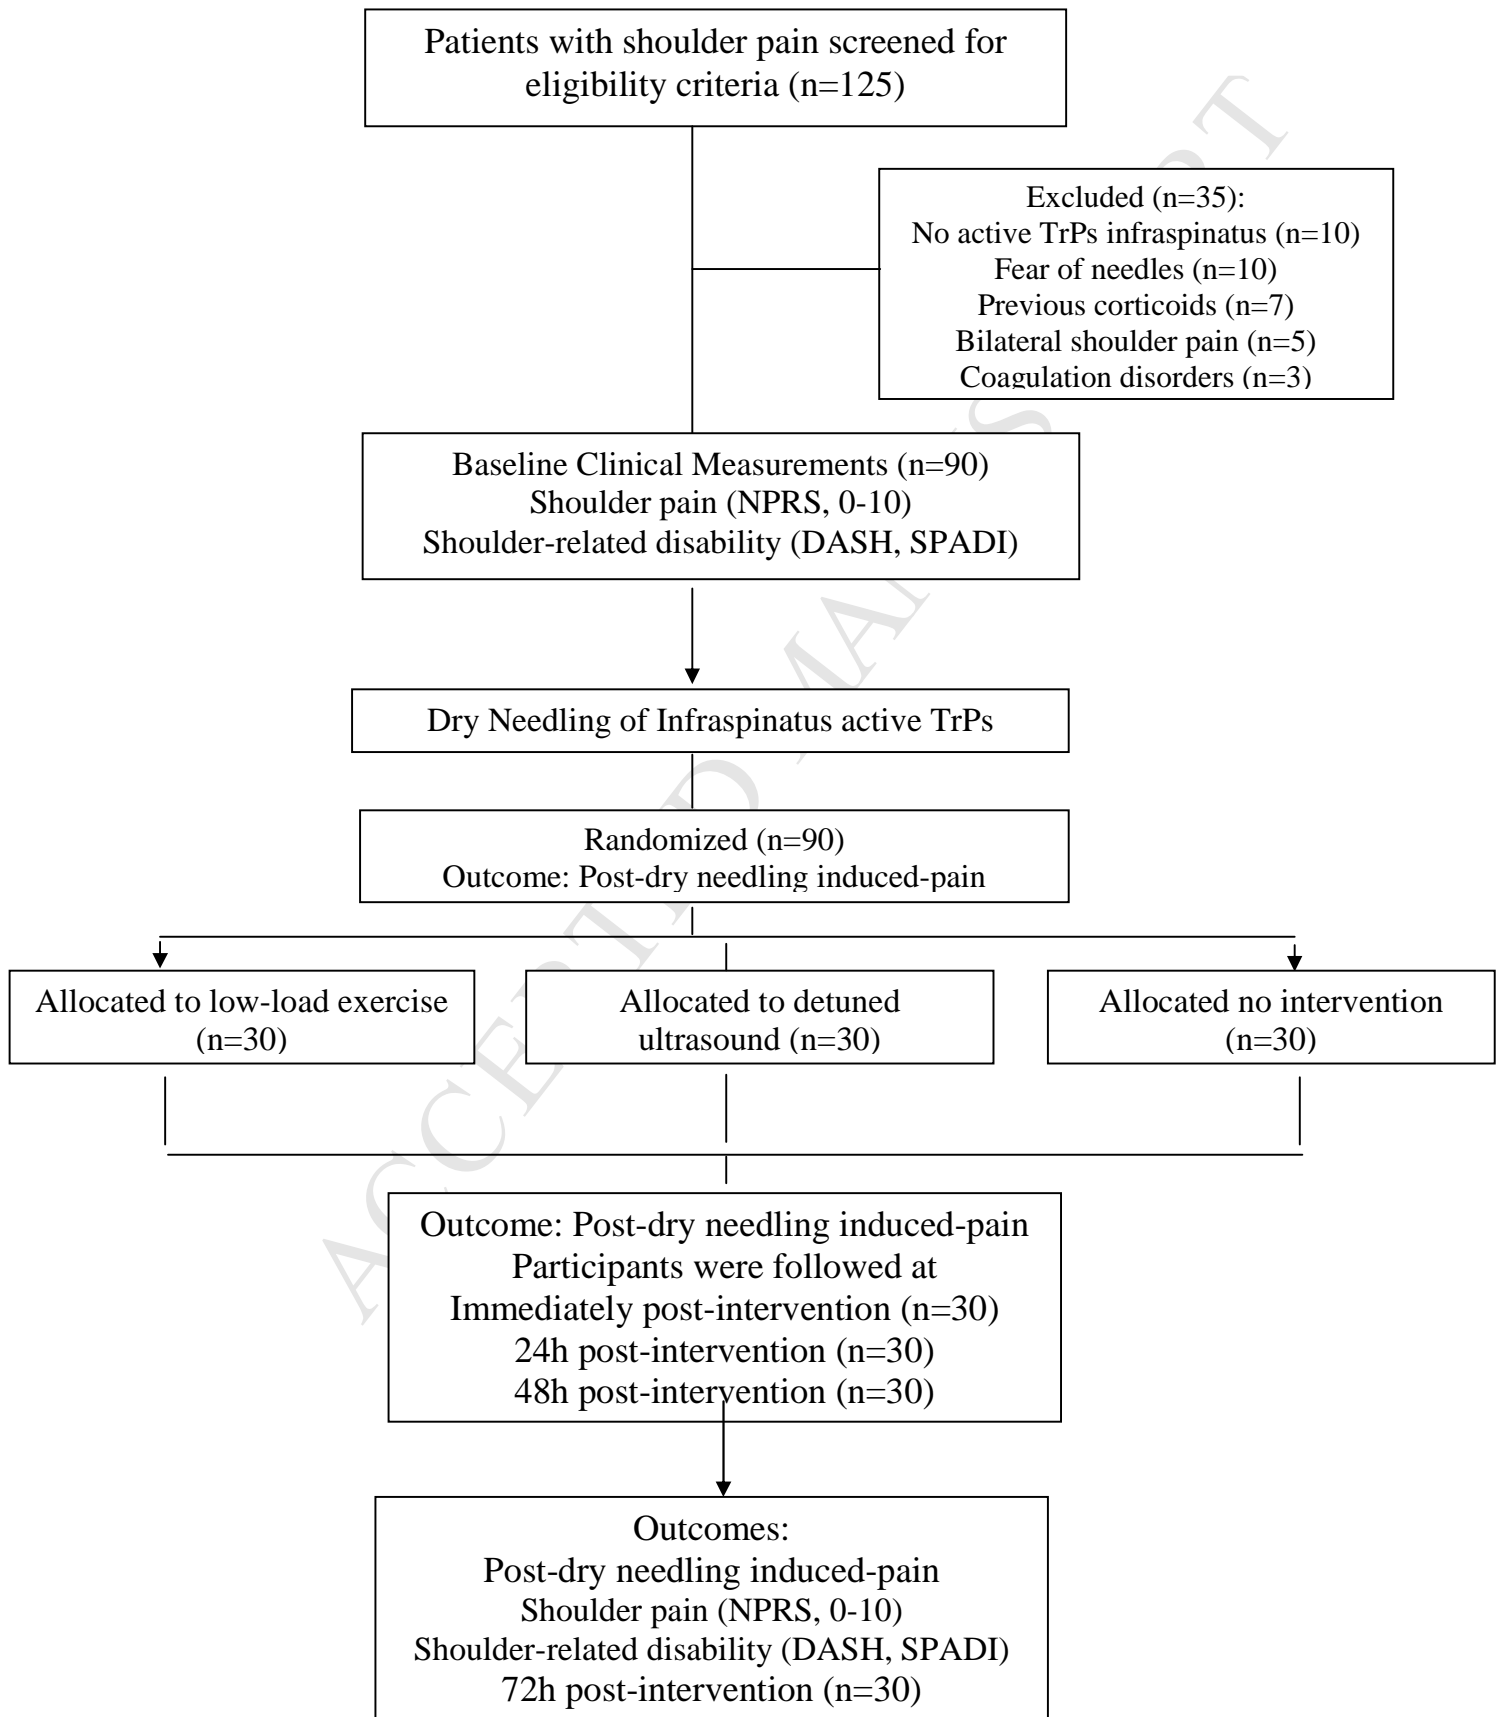 Patients with shoulder pain screened for
eligibility criteria (n=125)
Excluded (n=35):
No active TrPs infraspinatus (n=10)
Fear of needles (n=10)
Previous corticoids (n=7)
Bilateral shoulder pain (n=5)
Coagulation disorders (n=3)
Baseline Clinical Measurements (n=90)
Shoulder pain (NPRS, 0-10)
Shoulder-related disability (DASH, SPADI)
Dry Needling of Infraspinatus active TrPs
Randomized (n=90)
Outcome: Post-dry needling induced-pain
Allocated to low-load exercise
(n=30)
Allocated to detuned
ultrasound (n=30)
Allocated no intervention
(n=30)
Outcome: Post-dry needling induced-pain
Participants were followed at
Immediately post-intervention (n=30)
24h post-intervention (n=30)
48h post-intervention (n=30)
Outcomes:
Post-dry needling induced-pain
Shoulder pain (NPRS, 0-10)
Shoulder-related disability (DASH, SPADI)
72h post-intervention (n=30)